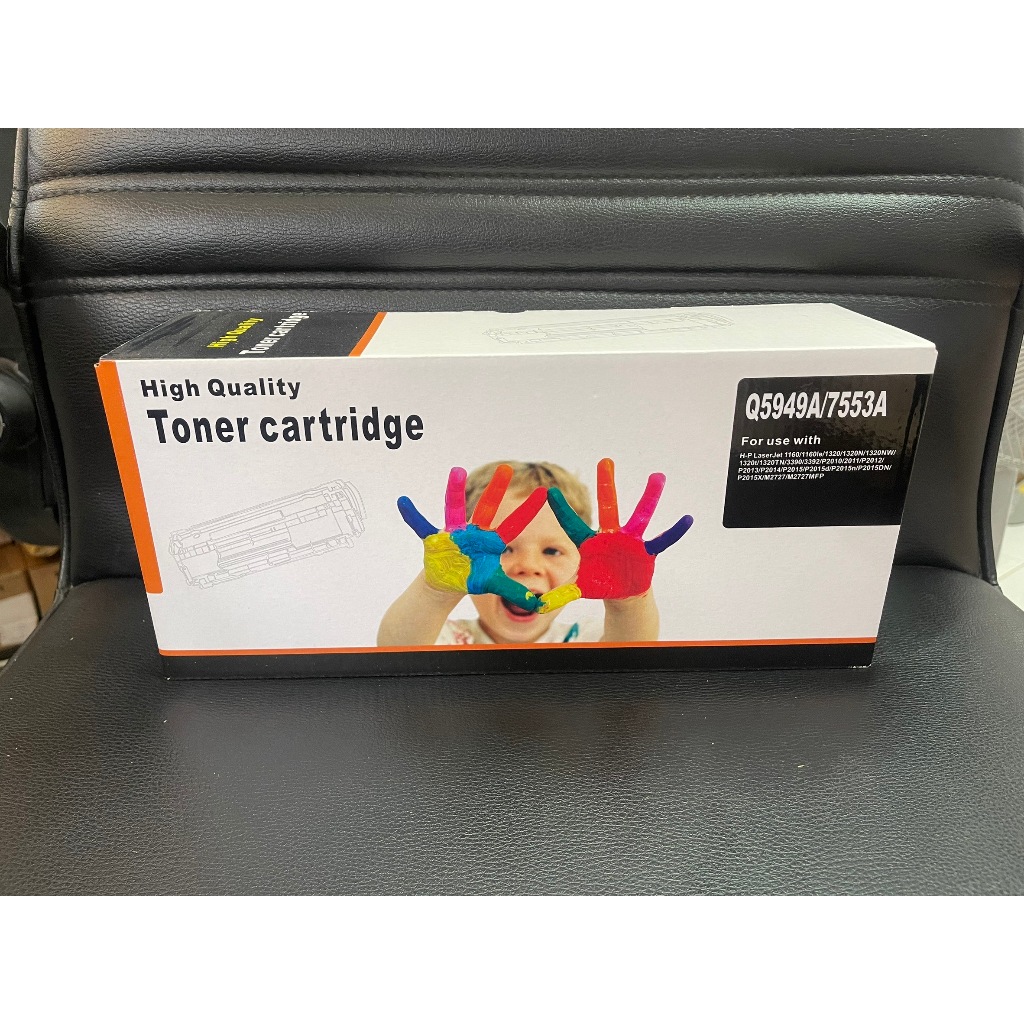 High Quality
Toner cartridge
High Quality
Toner cartridge
Q5949A/7553A
For use with
H-P LaserJet 1160/1160le/1320/1320N/1320NW/
1320t/1320TN/3390/3392/P2010/2011/P2012/
P2013/P2014/P2015/P2015d/P2015n/P2015DN/
P2015X/M2727/M2727MFP